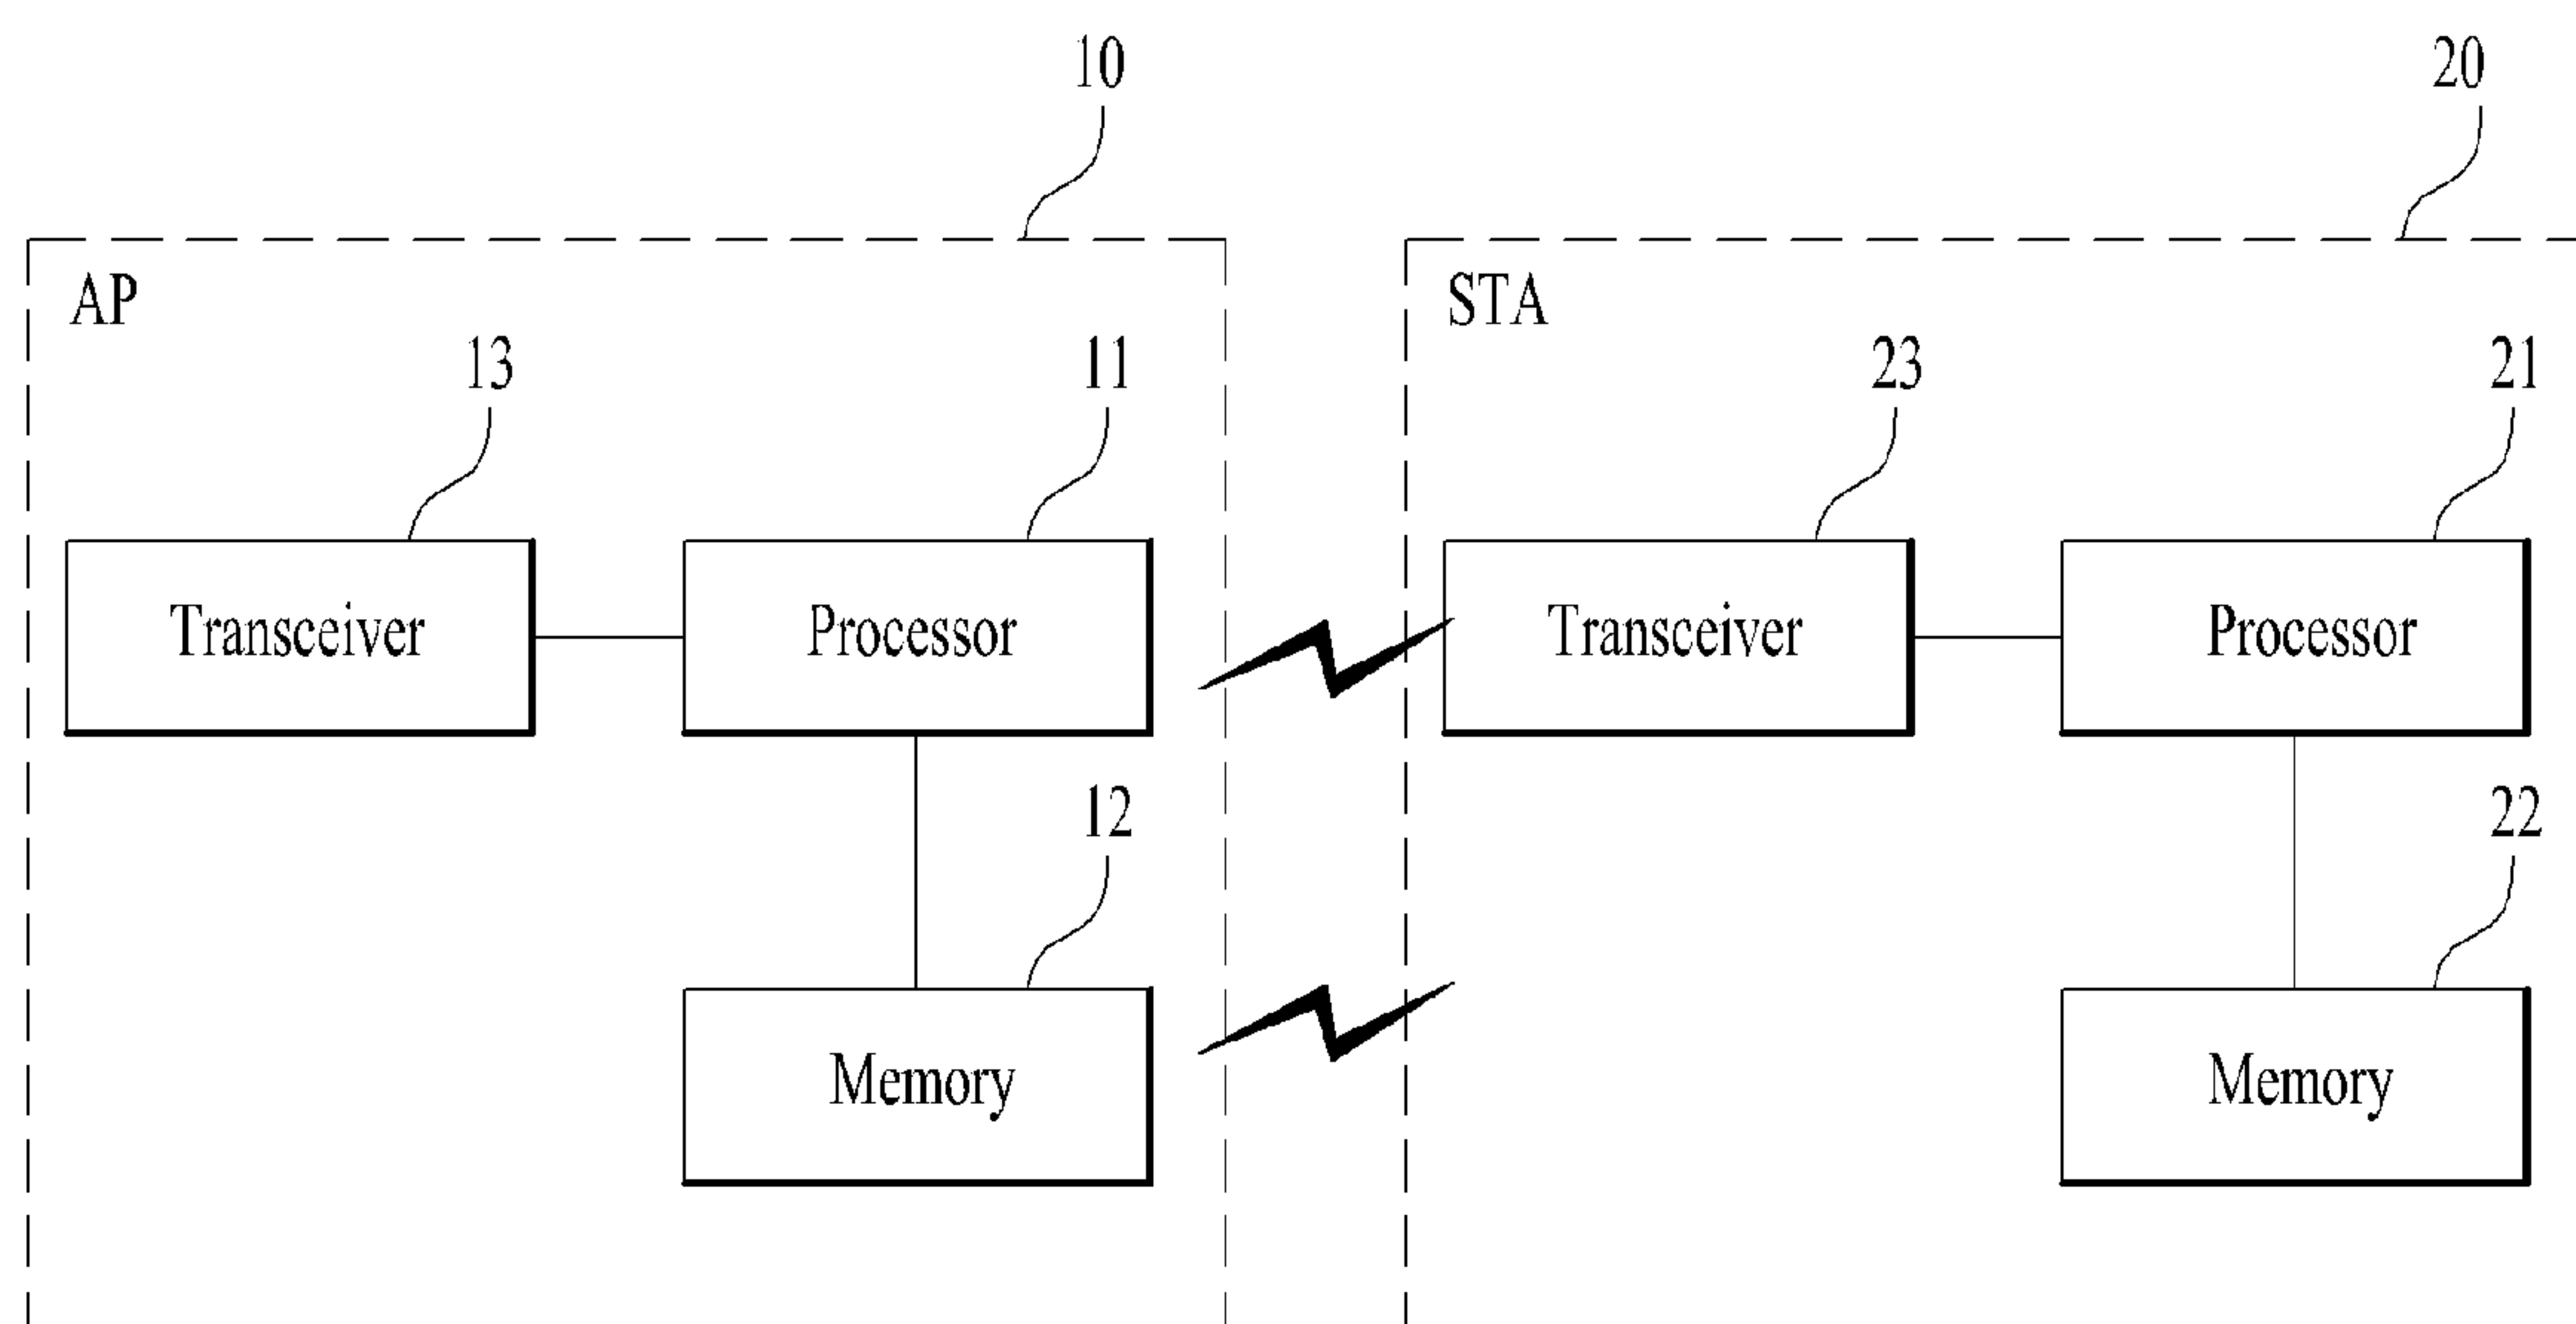 10
20
AP
STA
13
11
23
21
Transceiver
Processor
Transceiver
Processor
12
22
Memory
Memory